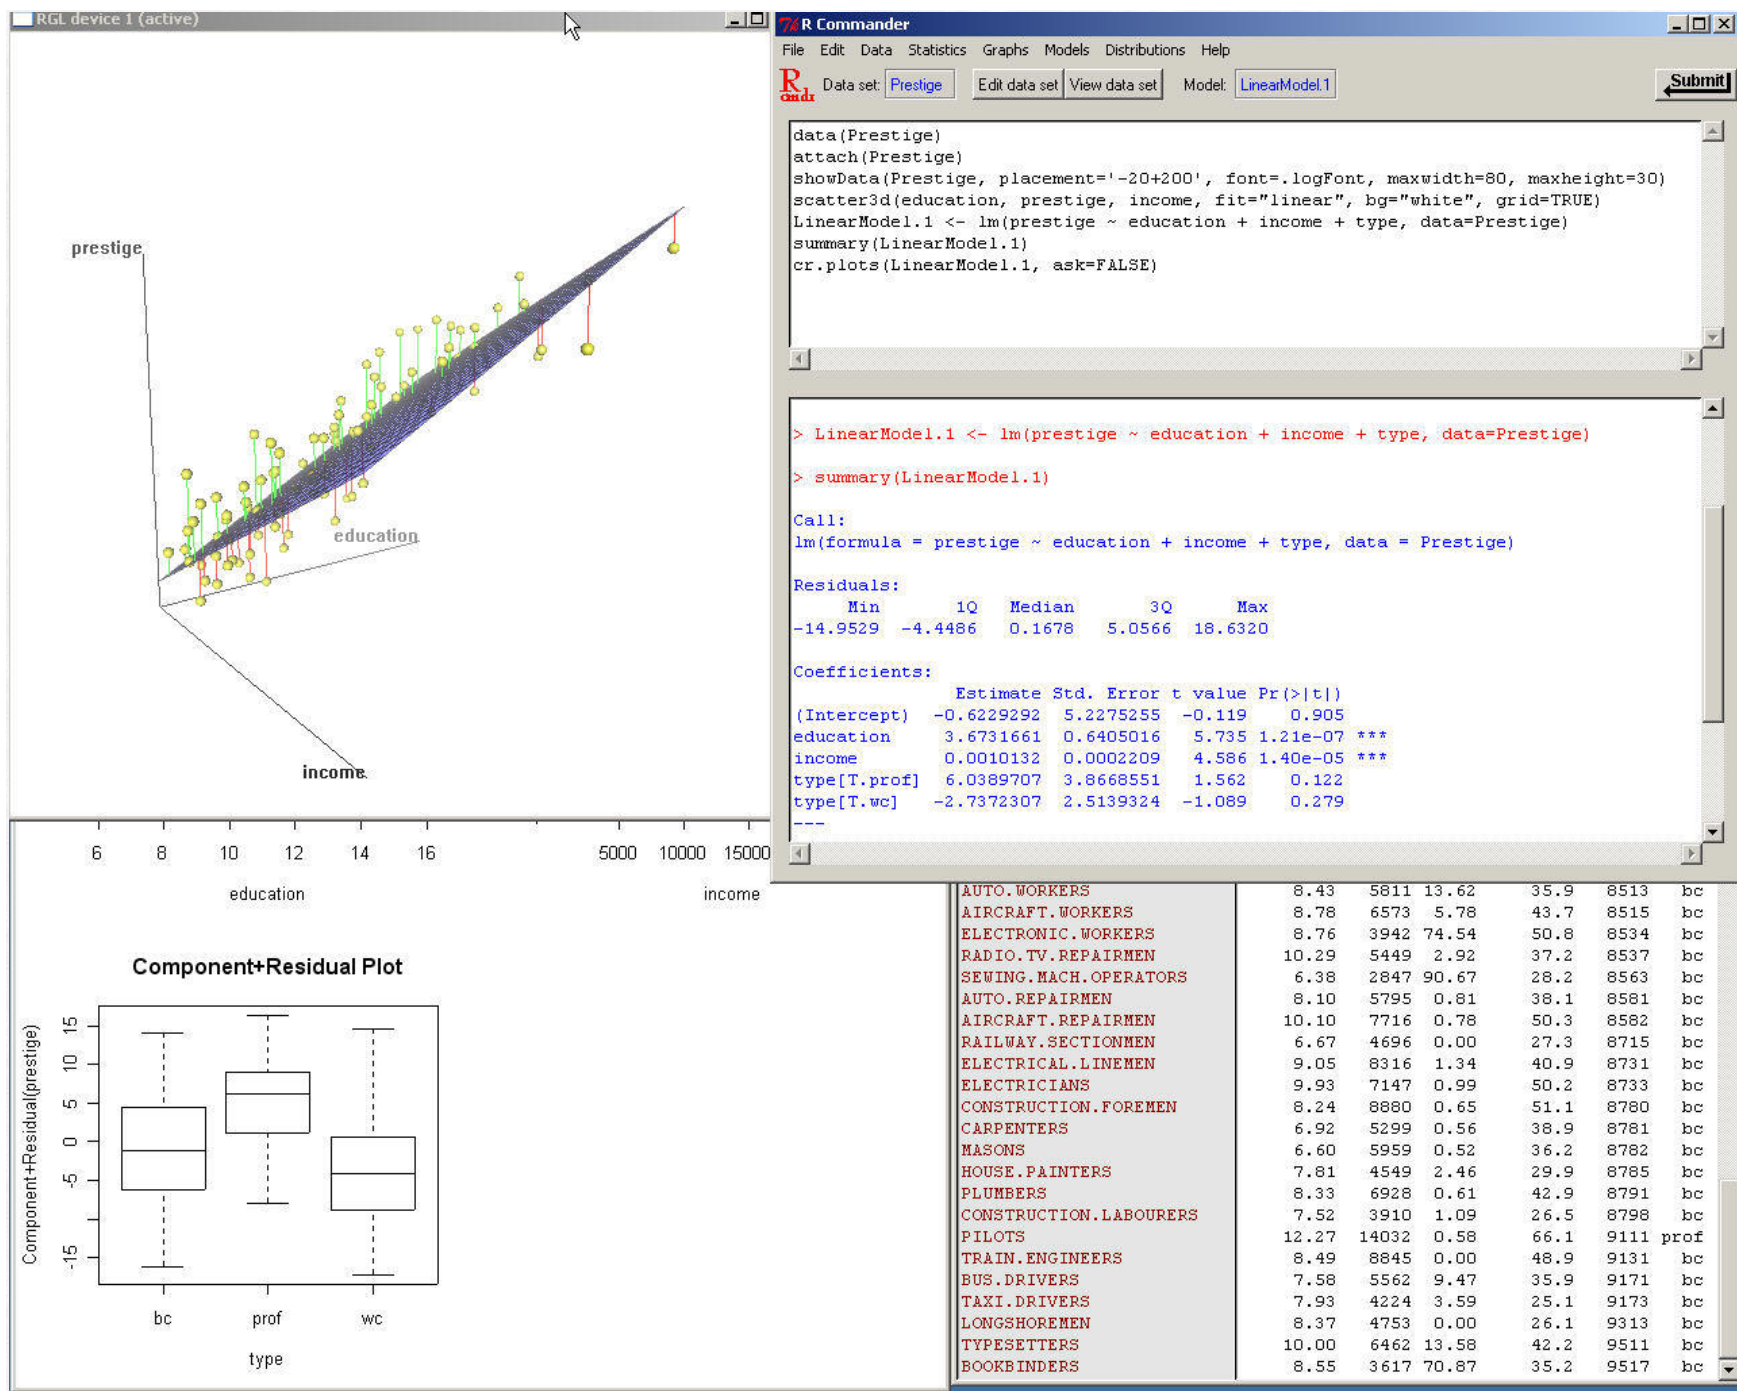 RGL device 1 (active)
prestige
education
income
R Commander
File Edit Data Statistics Graphs Models Distributions Help
R cmdr Data set: Prestige Edit data set View data set Model: LinearModel.1 Submit
data(Prestige)
attach(Prestige)
showData(Prestige, placement='-20+200', font=.logFont, maxwidth=80, maxheight=30)
scatter3d(education, prestige, income, fit="linear", bg="white", grid=TRUE)
LinearModel.1 <- lm(prestige ~ education + income + type, data=Prestige)
summary(LinearModel.1)
cr.plots(LinearModel.1, ask=FALSE)
> LinearModel.1 <- lm(prestige ~ education + income + type, data=Prestige)
> summary(LinearModel.1)
Call:
lm(formula = prestige ~ education + income + type, data = Prestige)
Residuals:
Min 1Q Median 3Q Max
-14.9529 -4.4486 0.1678 5.0566 18.6320
Coefficients:
Estimate Std. Error t value Pr(>|t|)
(Intercept) -0.6229292 5.2275255 -0.119 0.905
education 3.6731661 0.6405016 5.735 1.21e-07 ***
income 0.0010132 0.0002209 4.586 1.40e-05 ***
type[T.prof] 6.0389707 3.8668551 1.562 0.122
type[T.wc] -2.7372307 2.5139324 -1.089 0.279
---
6 8 10 12 14 16
education
5000 10000 15000
income
Component+Residual Plot
Component+Residual(prestige)
15
10
5
0
-5
-15
bc prof wc
type
AUTO.WORKERS 8.43 5811 13.62 35.9 8513 bc
AIRCRAFT.WORKERS 8.78 6573 5.78 43.7 8515 bc
ELECTRONIC.WORKERS 8.76 3942 74.54 50.8 8534 bc
RADIO.TV.REPAIRMEN 10.29 5449 2.92 37.2 8537 bc
SEWING.MACH.OPERATORS 6.38 2847 90.67 28.2 8563 bc
AUTO.REPAIRMEN 8.10 5795 0.81 38.1 8581 bc
AIRCRAFT.REPAIRMEN 10.10 7716 0.78 50.3 8582 bc
RAILWAY.SECTIONMEN 6.67 4696 0.00 27.3 8715 bc
ELECTRICAL.LINEMEN 9.05 8316 1.34 40.9 8731 bc
ELECTRICIANS 9.93 7147 0.99 50.2 8733 bc
CONSTRUCTION.FOREMEN 8.24 8880 0.65 51.1 8780 bc
CARPENTERS 6.92 5299 0.56 38.9 8781 bc
MASONS 6.60 5959 0.52 36.2 8782 bc
HOUSE.PAINTERS 7.81 4549 2.46 29.9 8785 bc
PLUMBERS 8.33 6928 0.61 42.9 8791 bc
CONSTRUCTION.LABOURERS 7.52 3910 1.09 26.5 8798 bc
PILOTS 12.27 14032 0.58 66.1 9111 prof
TRAIN.ENGINEERS 8.49 8845 0.00 48.9 9131 bc
BUS.DRIVERS 7.58 5562 9.47 35.9 9171 bc
TAXI.DRIVERS 7.93 4224 3.59 25.1 9173 bc
LONGSHOREMEN 8.37 4753 0.00 26.1 9313 bc
TYPESETTERS 10.00 6462 13.58 42.2 9511 bc
BOOKBINDERS 8.55 3617 70.87 35.2 9517 bc